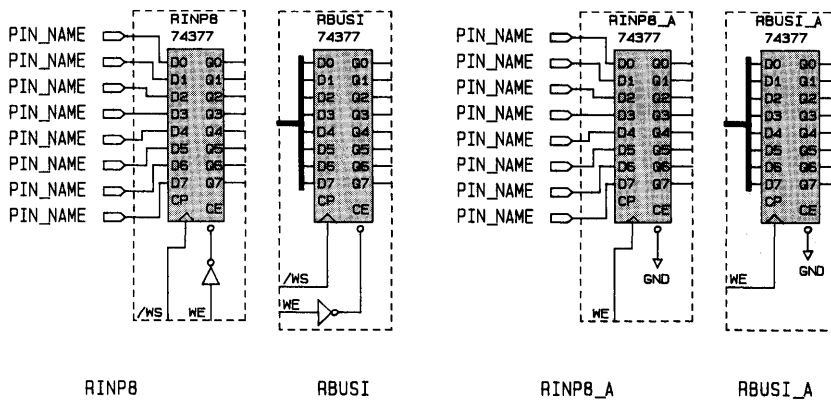 RINP8
74377
PIN_NAME
PIN_NAME
PIN_NAME
PIN_NAME
PIN_NAME
PIN_NAME
PIN_NAME
PIN_NAME
D0 Q0
D1 Q1
D2 Q2
D3 Q3
D4 Q4
D5 Q5
D6 Q6
D7 Q7
CP CE
/WS WE
RBUSI
74377
D0 Q0
D1 Q1
D2 Q2
D3 Q3
D4 Q4
D5 Q5
D6 Q6
D7 Q7
CP CE
/WS
WE
RINP8_A
74377
PIN_NAME
PIN_NAME
PIN_NAME
PIN_NAME
PIN_NAME
PIN_NAME
PIN_NAME
PIN_NAME
D0 Q0
D1 Q1
D2 Q2
D3 Q3
D4 Q4
D5 Q5
D6 Q6
D7 Q7
CP CE
GND
WE
RBUSI_A
74377
D0 Q0
D1 Q1
D2 Q2
D3 Q3
D4 Q4
D5 Q5
D6 Q6
D7 Q7
CP CE
GND
WE
RINP8 RBUSI RINP8_A RBUSI_A